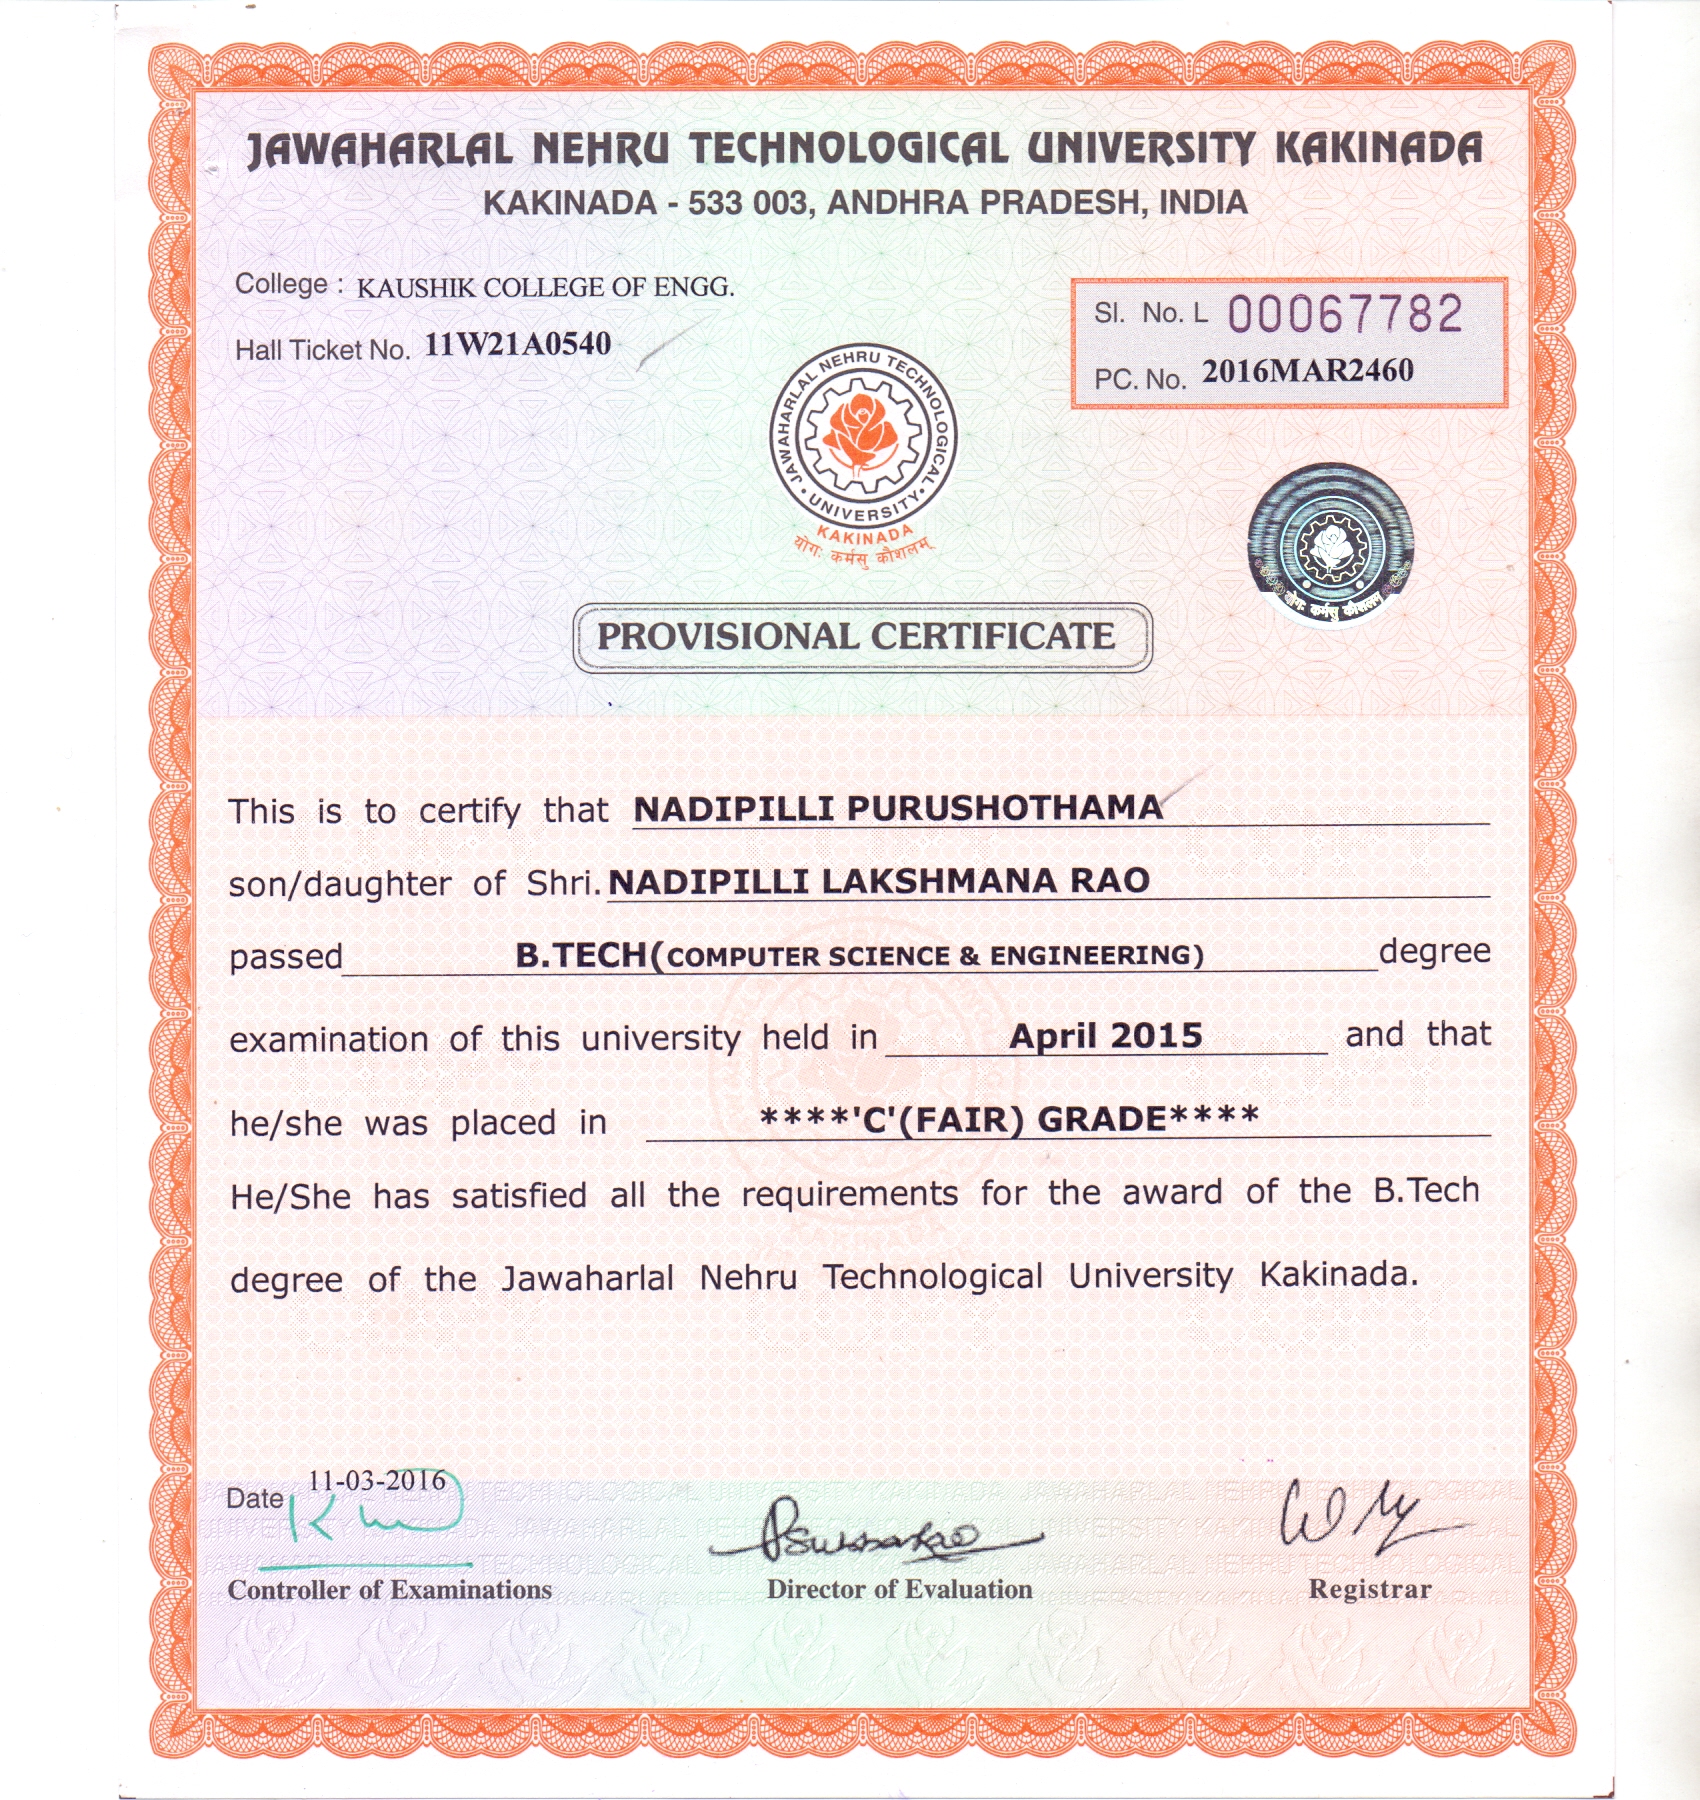 JAWAHARLAL NEHRU TECHNOLOGICAL UNIVERSITY KAKINADA
KAKINADA - 533 003, ANDHRA PRADESH, INDIA
College : KAUSHIK COLLEGE OF ENGG.
Hall Ticket No. 11W21A0540
Sl. No. L 00067782
PC. No. 2016MAR2460
JAWAHARLAL NEHRU TECHNOLOGICAL UNIVERSITY
KAKINADA
योगः कर्मसु कौशलम्
योगः कर्मसु कौशलम्
PROVISIONAL CERTIFICATE
This is to certify that NADIPILLI PURUSHOTHAMA
son/daughter of Shri. NADIPILLI LAKSHMANA RAO
passed B.TECH(COMPUTER SCIENCE & ENGINEERING) degree
examination of this university held in April 2015 and that
he/she was placed in ****'C'(FAIR) GRADE****
He/She has satisfied all the requirements for the award of the B.Tech
degree of the Jawaharlal Nehru Technological University Kakinada.
Date 11-03-2016
Controller of Examinations Director of Evaluation Registrar